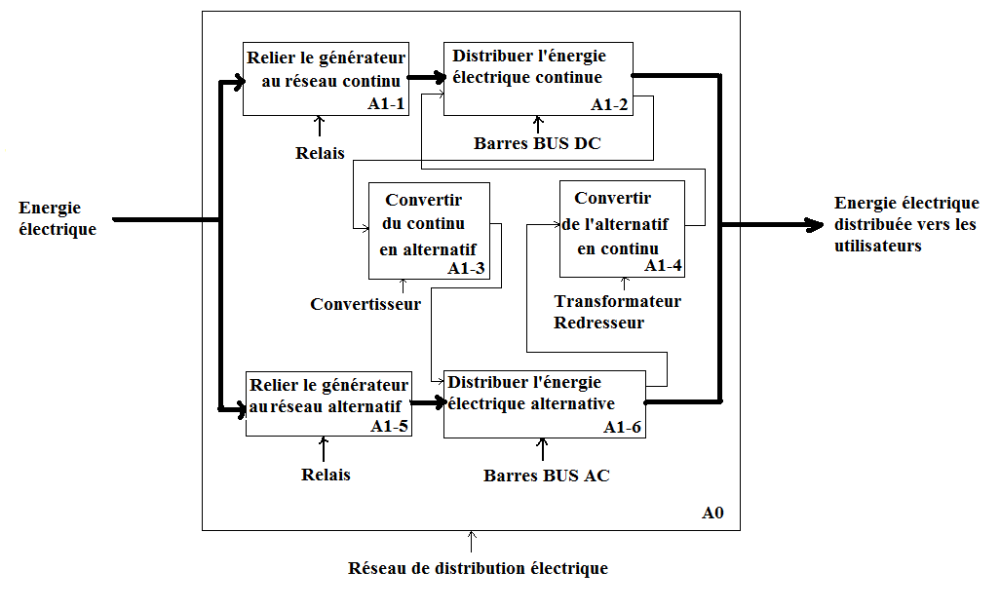 Relier le générateur
au réseau continu
A1-1
Relais
Distribuer l'énergie
électrique continue
A1-2
Barres BUS DC
Energie
électrique
Convertir
du continu
en alternatif
A1-3
Convertisseur
Convertir
de l'alternatif
en continu
A1-4
Transformateur
Redresseur
Energie électrique
distribuée vers les
utilisateurs
Relier le générateur
au réseau alternatif
A1-5
Relais
Distribuer l'énergie
électrique alternative
A1-6
Barres BUS AC
A0
Réseau de distribution électrique